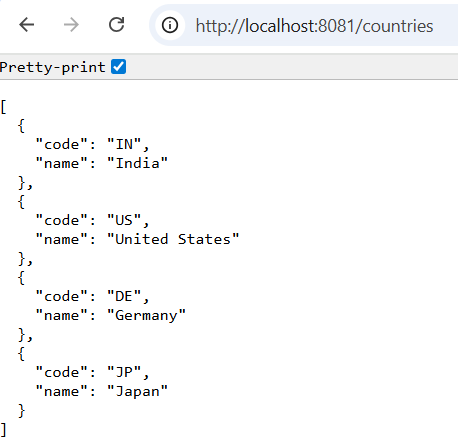 http://localhost:8081/countries
Pretty-print
[
  {
    "code": "IN",
    "name": "India"
  },
  {
    "code": "US",
    "name": "United States"
  },
  {
    "code": "DE",
    "name": "Germany"
  },
  {
    "code": "JP",
    "name": "Japan"
  }
]